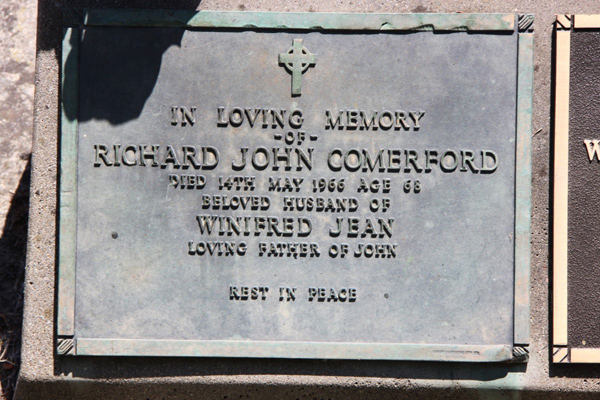 IN LOVING MEMORY
-OF-
RICHARD JOHN COMERFORD
DIED 14TH MAY 1966 AGE 68
BELOVED HUSBAND OF
WINIFRED JEAN
LOVING FATHER OF JOHN
REST IN PEACE
W